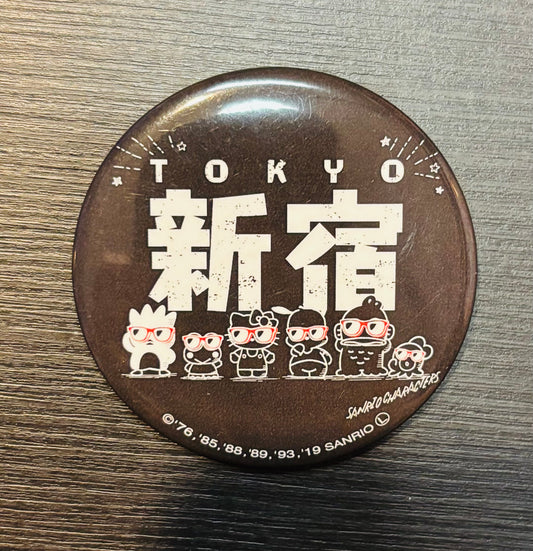 TOKYO
新宿
SANRIO CHARACTERS
©'76,'85,'88,'89,'93,'19 SANRIO Ⓛ